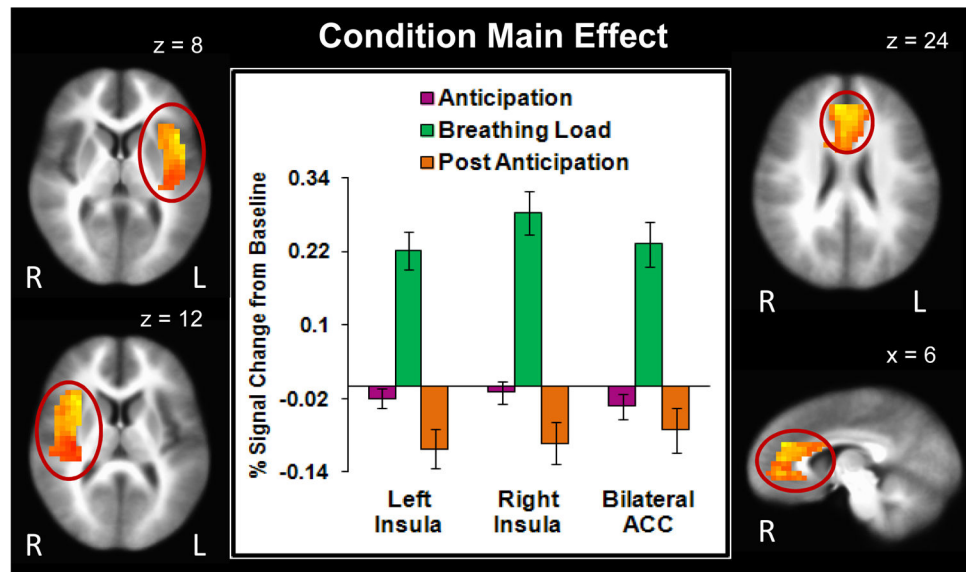 Condition Main Effect
z = 8
R
L
z = 12
R
L
Anticipation
Breathing Load
Post Anticipation
% Signal Change from Baseline
0.34
0.22
0.1
-0.02
-0.14
Left
Insula
Right
Insula
Bilateral
ACC
z = 24
R
L
x = 6
R